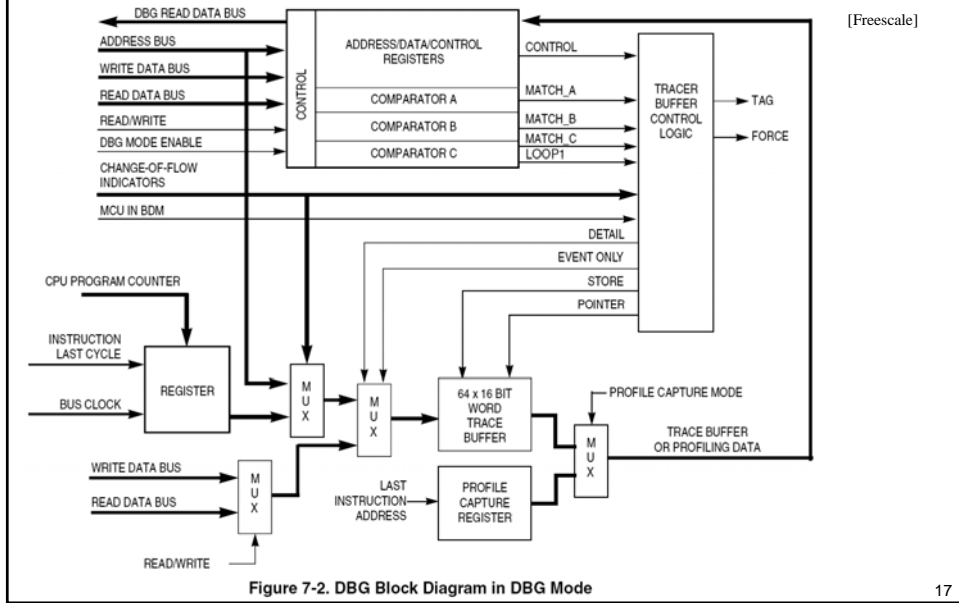 DBG READ DATA BUS
[Freescale]
ADDRESS BUS
WRITE DATA BUS
READ DATA BUS
READ/WRITE
DBG MODE ENABLE
CHANGE-OF-FLOW
INDICATORS
MCU IN BDM
CONTROL
ADDRESS/DATA/CONTROL
REGISTERS
COMPARATOR A
COMPARATOR B
COMPARATOR C
CONTROL
MATCH_A
MATCH_B
MATCH_C
LOOP1
TRACER
BUFFER
CONTROL
LOGIC
TAG
FORCE
DETAIL
EVENT ONLY
STORE
POINTER
CPU PROGRAM COUNTER
INSTRUCTION
LAST CYCLE
BUS CLOCK
REGISTER
MUX
MUX
64 x 16 BIT
WORD
TRACE
BUFFER
PROFILE CAPTURE MODE
MUX
TRACE BUFFER
OR PROFILING DATA
WRITE DATA BUS
READ DATA BUS
MUX
READ/WRITE
LAST
INSTRUCTION
ADDRESS
PROFILE
CAPTURE
REGISTER
Figure 7-2. DBG Block Diagram in DBG Mode
17